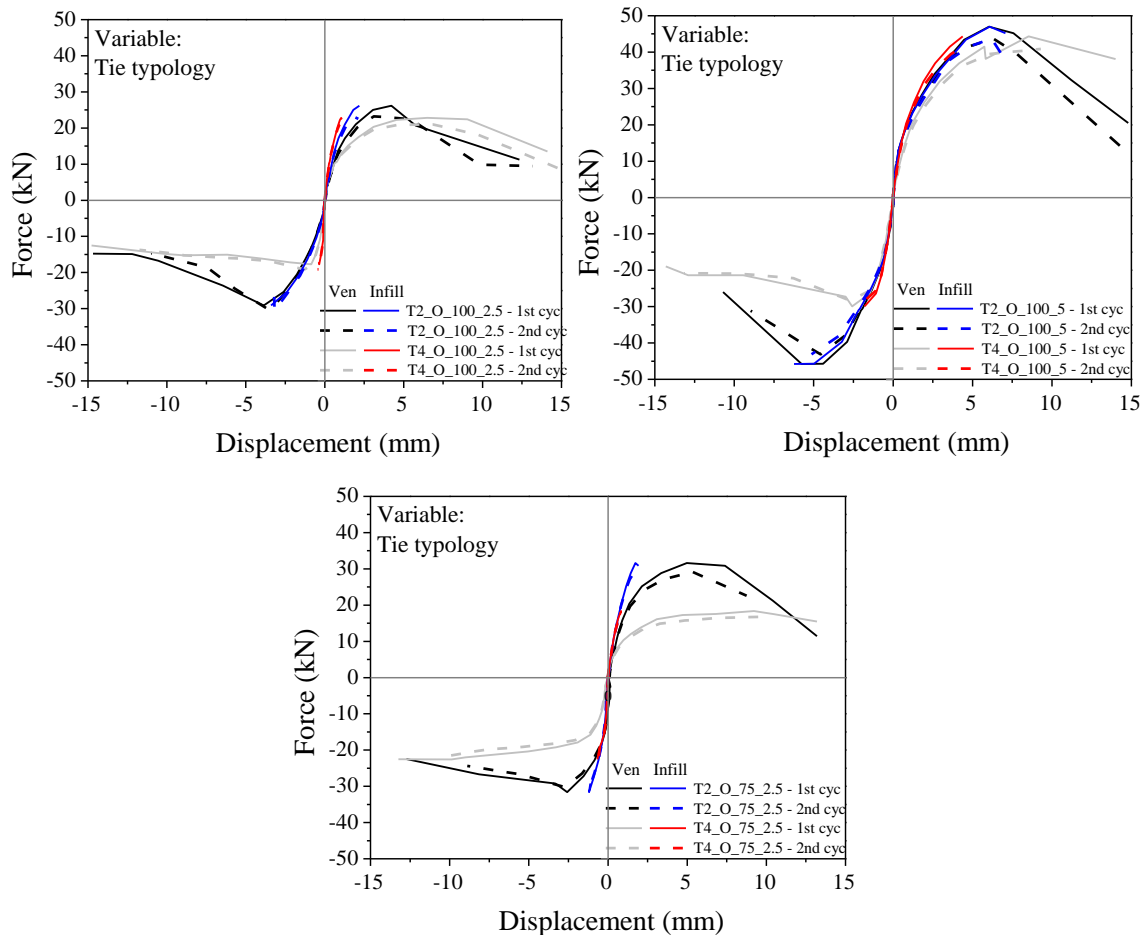 50
40
30
20
10
0
-10
-20
-30
-40
-50
Force (kN)
Variable:
Tie typology
Ven Infill
T2_O_100_2.5 - 1st cyc
T2_O_100_2.5 - 2nd cyc
T4_O_100_2.5 - 1st cyc
T4_O_100_2.5 - 2nd cyc
-15 -10 -5 0 5 10 15
Displacement (mm)
50
40
30
20
10
0
-10
-20
-30
-40
-50
Force (kN)
Variable:
Tie typology
Ven Infill
T2_O_100_5 - 1st cyc
T2_O_100_5 - 2nd cyc
T4_O_100_5 - 1st cyc
T4_O_100_5 - 2nd cyc
-15 -10 -5 0 5 10 15
Displacement (mm)
50
40
30
20
10
0
-10
-20
-30
-40
-50
Force (kN)
Variable:
Tie typology
Ven Infill
T2_O_75_2.5 - 1st cyc
T2_O_75_2.5 - 2nd cyc
T4_O_75_2.5 - 1st cyc
T4_O_75_2.5 - 2nd cyc
-15 -10 -5 0 5 10 15
Displacement (mm)